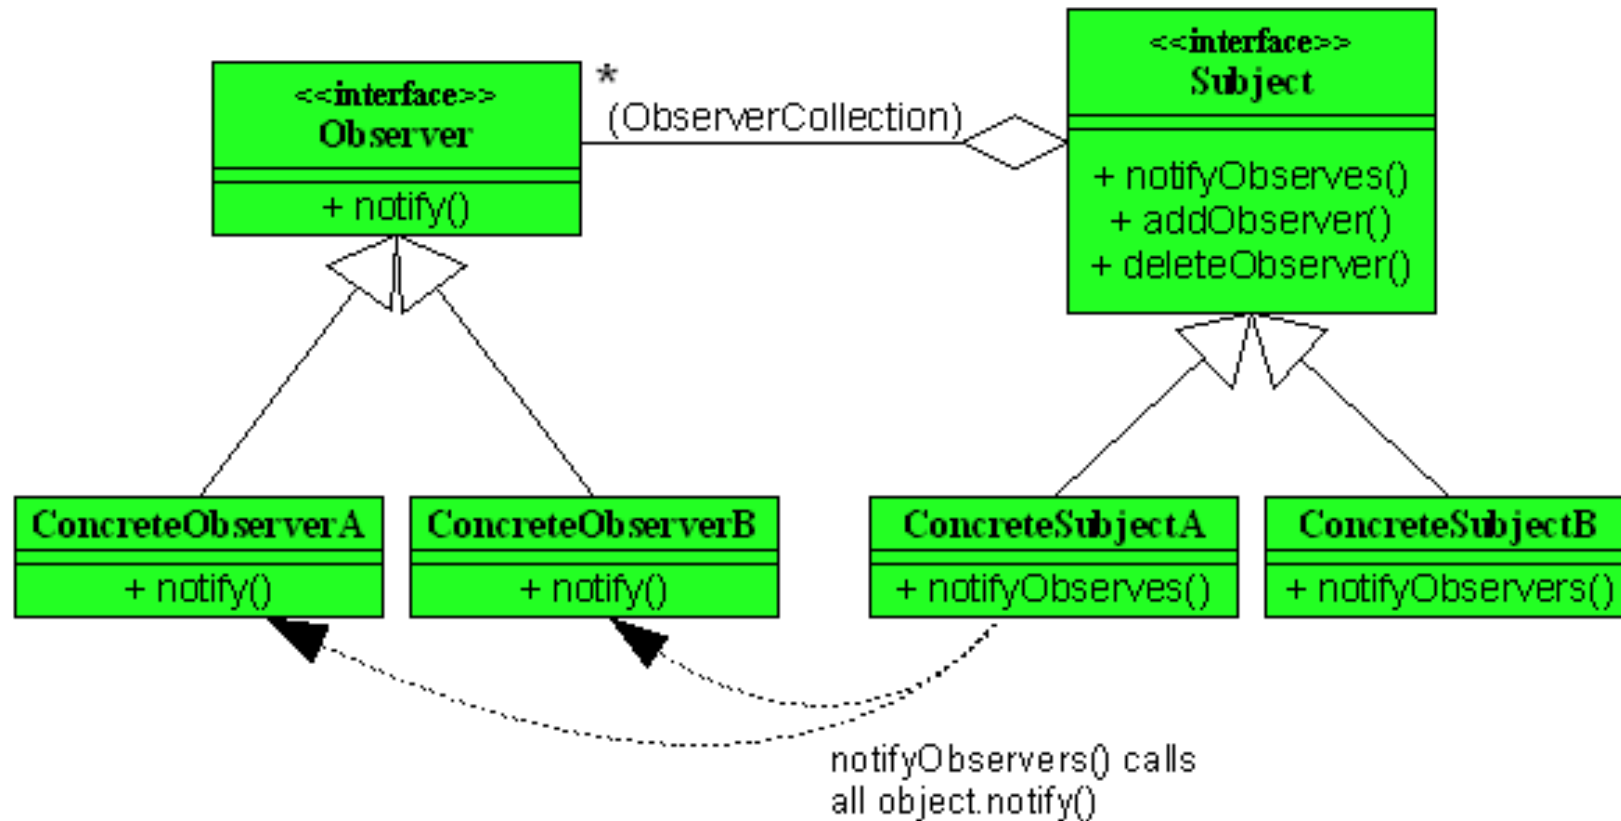 <<interface>>
Observer
+ notify()
*
(ObserverCollection)
<<interface>>
Subject
+ notifyObserves()
+ addObserver()
+ deleteObserver()
ConcreteObserverA
+ notify()
ConcreteObserverB
+ notify()
ConcreteSubjectA
+ notifyObserves()
ConcreteSubjectB
+ notifyObservers()
notifyObservers() calls
all object.notify()